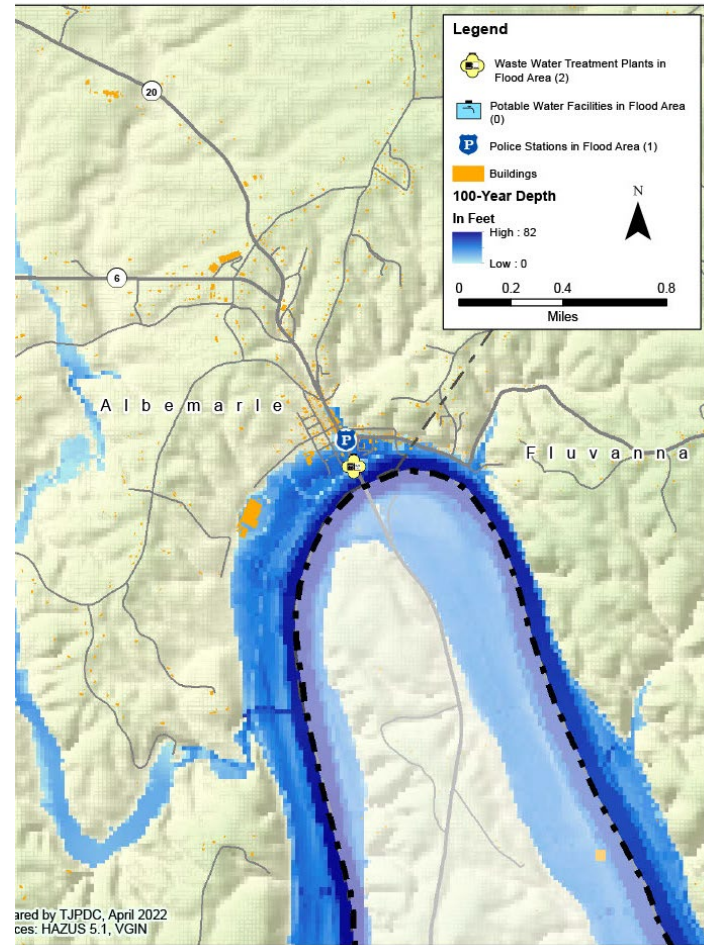 Legend
Waste Water Treatment Plants in
Flood Area (2)
Potable Water Facilities in Flood Area
(0)
P
Police Stations in Flood Area (1)
Buildings
100-Year Depth
In Feet
High : 82
Low : 0
N
0 0.2 0.4 0.8
Miles
20
6
Albemarle
P
Fluvanna
ared by TJPDC, April 2022
ces: HAZUS 5.1, VGIN